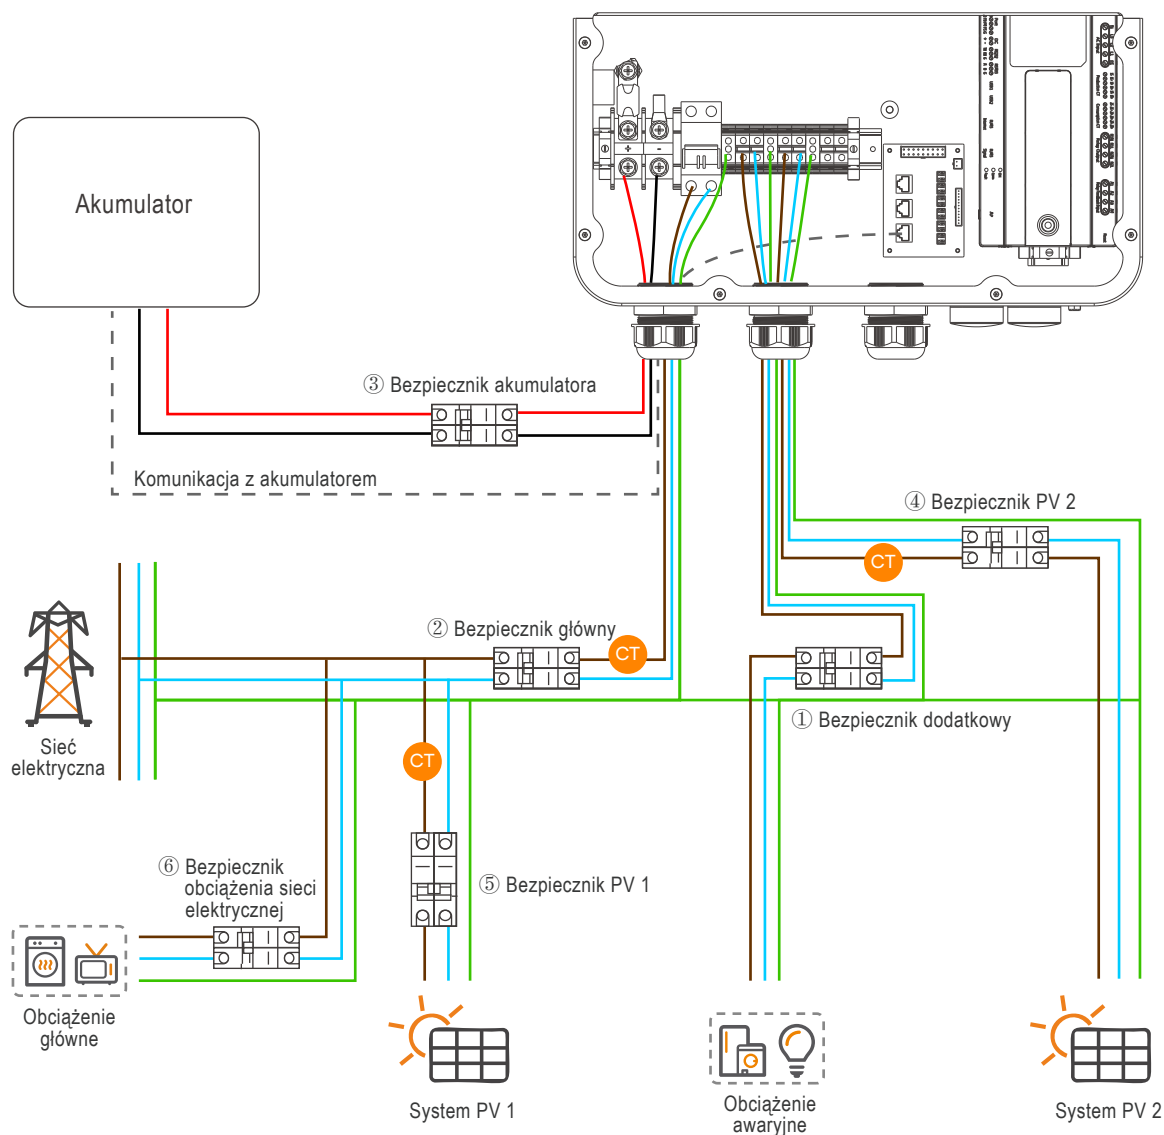 Akumulator
+
-
③ Bezpiecznik akumulatora
Komunikacja z akumulatorem
④ Bezpiecznik PV 2
CT
② Bezpiecznik główny
CT
Sieć
elektryczna
① Bezpiecznik dodatkowy
CT
⑥ Bezpiecznik
obciążenia sieci
elektrycznej
⑤ Bezpiecznik PV 1
Obciążenie
główne
System PV 1
Obciążenie
awaryjne
System PV 2